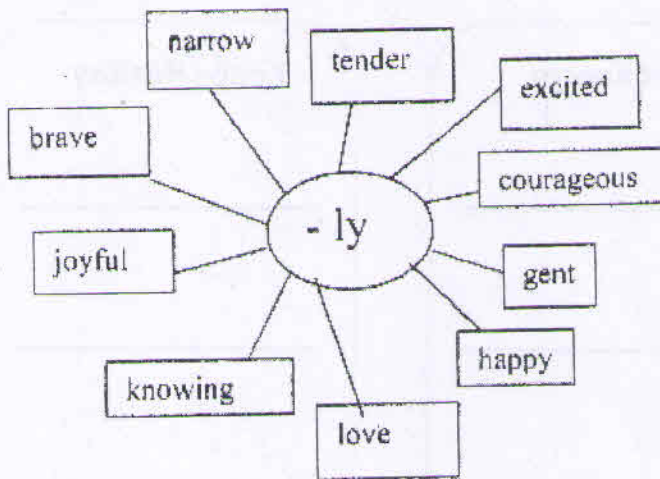 narrow
tender
excited
brave
courageous
- ly
joyful
gent
happy
knowing
love